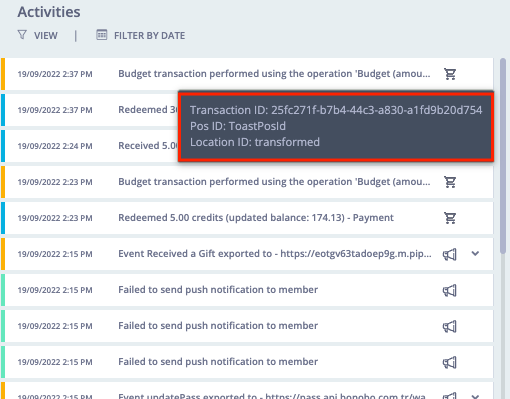 Activities
VIEW | FILTER BY DATE
19/09/2022 2:37 PM Budget transaction performed using the operation 'Budget (amou...
19/09/2022 2:37 PM Redeemed
Transaction ID: 25fc271f-b7b4-44c3-a830-a1fd9b20d754
Pos ID: ToastPosId
Location ID: transformed
19/09/2022 2:24 PM Received 5.00
19/09/2022 2:23 PM Budget transaction performed using the operation 'Budget (amou...
19/09/2022 2:23 PM Redeemed 5.00 credits (updated balance: 174.13) - Payment
19/09/2022 2:15 PM Event Received a Gift exported to - https://eotgv63tadoep9g.m.pip...
19/09/2022 2:15 PM Failed to send push notification to member
19/09/2022 2:15 PM Failed to send push notification to member
19/09/2022 2:15 PM Failed to send push notification to member
19/09/2022 2:15 PM Event updatePass exported to - https://pass.api.bonobo.com.tr/wa...